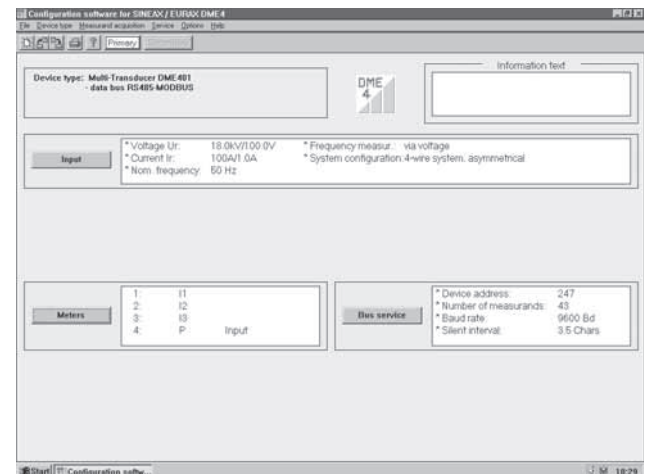 Configuration software for SINEAX / EURAX DME4
File Device type Measurand acquisition Service Options Help
Primary
Device type: Multi-Transducer DME401
- data bus RS485-MODBUS
DME
4
Information text
Input
* Voltage Ur: 18.0kV/100.0V * Frequency measur.: via voltage
* Current Ir: 100A/1.0A * System configuration: 4-wire system, asymmetrical
* Nom. frequency: 50 Hz
Meters
1: I1
2: I2
3: I3
4: P Input
Bus service
* Device address: 247
* Number of measurands: 43
* Baud rate: 9600 Bd
* Silent interval: 3.5 Chars
Start Configuration softw...
18:29